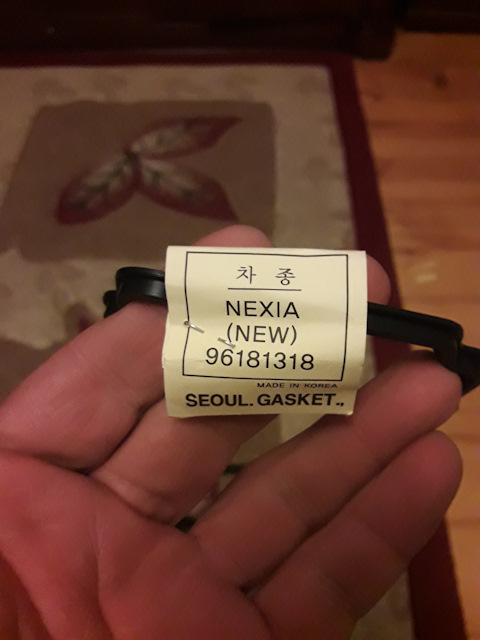 차 종
NEXIA
(NEW)
96181318
MADE IN KOREA
SEOUL. GASKET.,